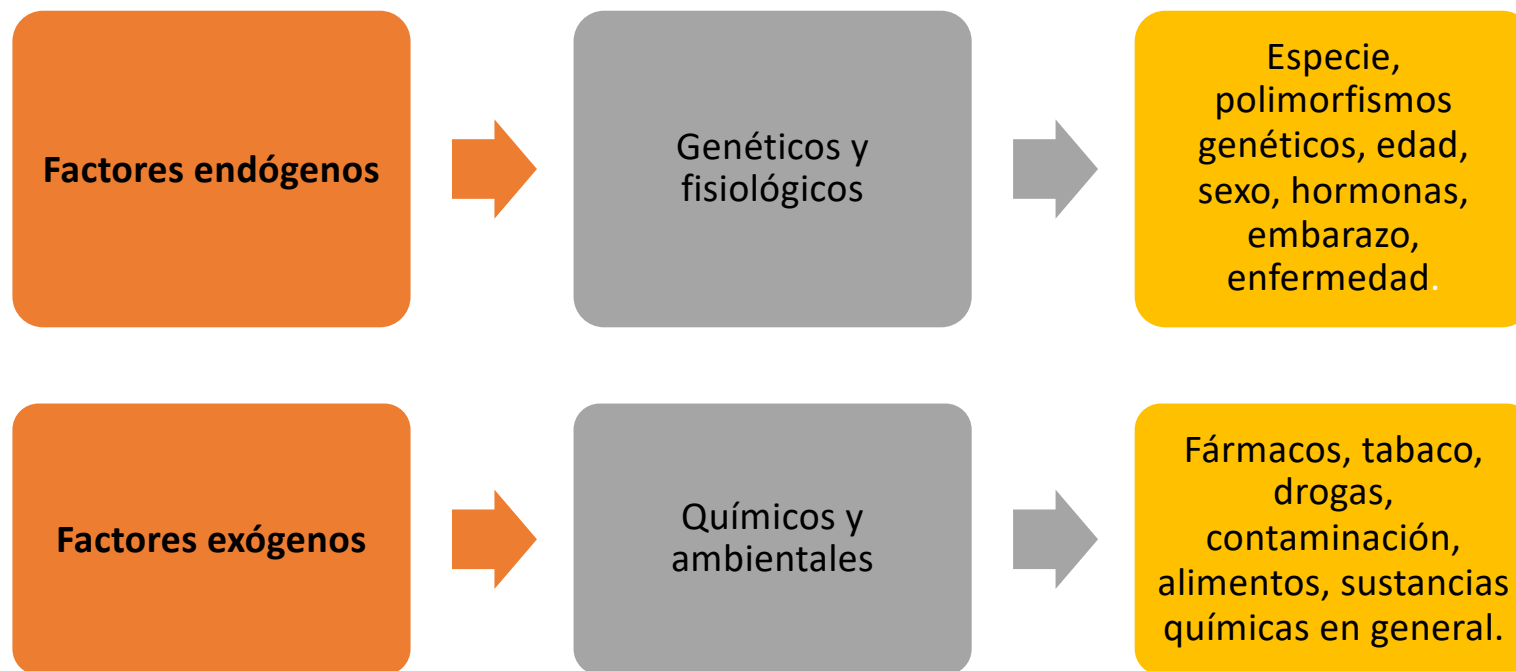 Factores endógenos
Genéticos y
fisiológicos
Especie,
polimorfismos
genéticos, edad,
sexo, hormonas,
embarazo,
enfermedad.
Factores exógenos
Químicos y
ambientales
Fármacos, tabaco,
drogas,
contaminación,
alimentos, sustancias
químicas en general.